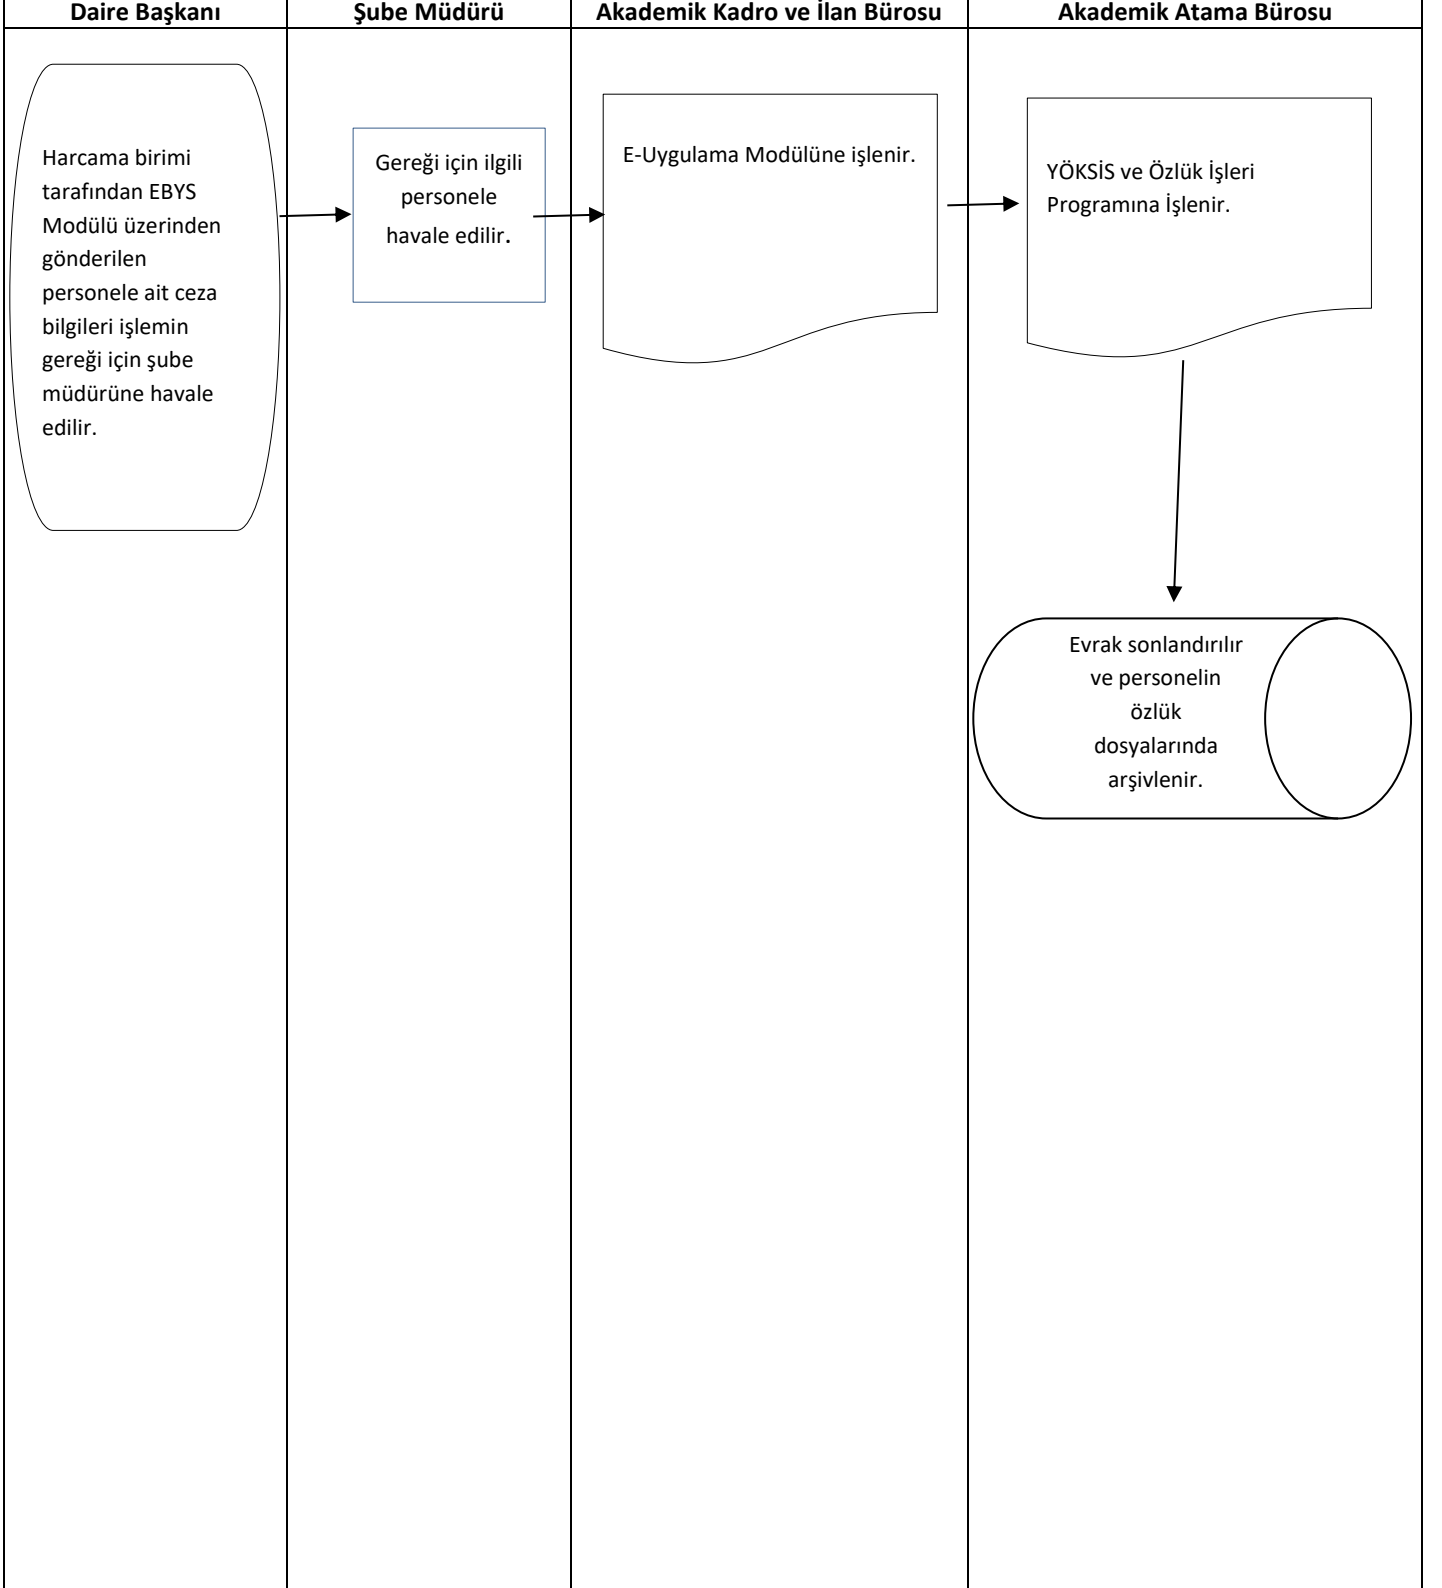 Daire Başkanı
Şube Müdürü
Akademik Kadro ve İlan Bürosu
Akademik Atama Bürosu
Harcama birimi
tarafından EBYS
Modülü üzerinden
gönderilen
personele ait ceza
bilgileri işlemin
gereği için şube
müdürüne havale
edilir.
Gereği için ilgili
personele
havale edilir.
E-Uygulama Modülüne işlenir.
YÖKSİS ve Özlük İşleri
Programına İşlenir.
Evrak sonlandırılır
ve personelin
özlük
dosyalarında
arşivlenir.